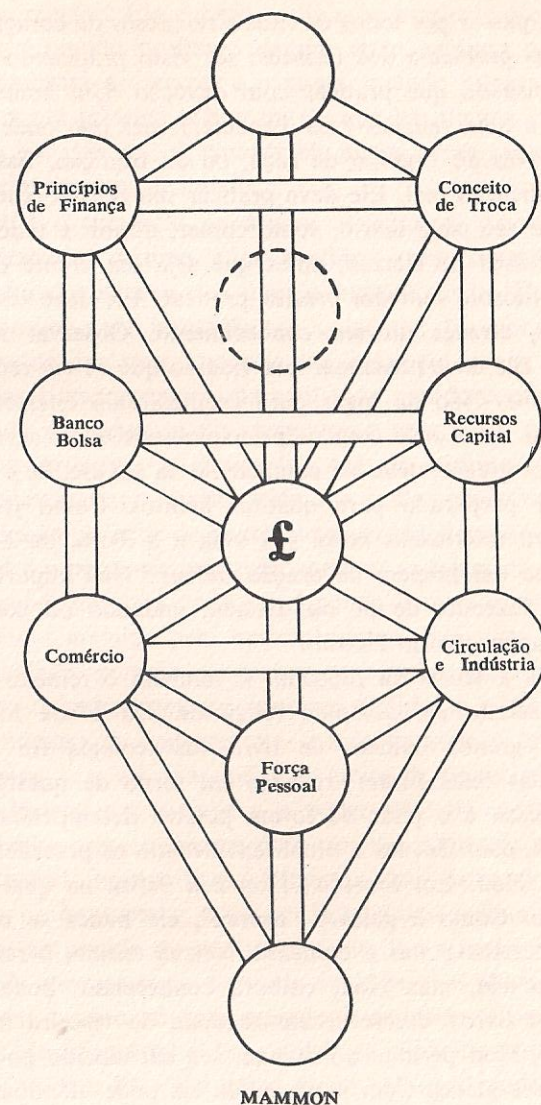 Princípios
de Finança
Conceito
de Troca
Banco
Bolsa
Recursos
Capital
£
Comércio
Circulação
e Indústria
Força
Pessoal
MAMMON